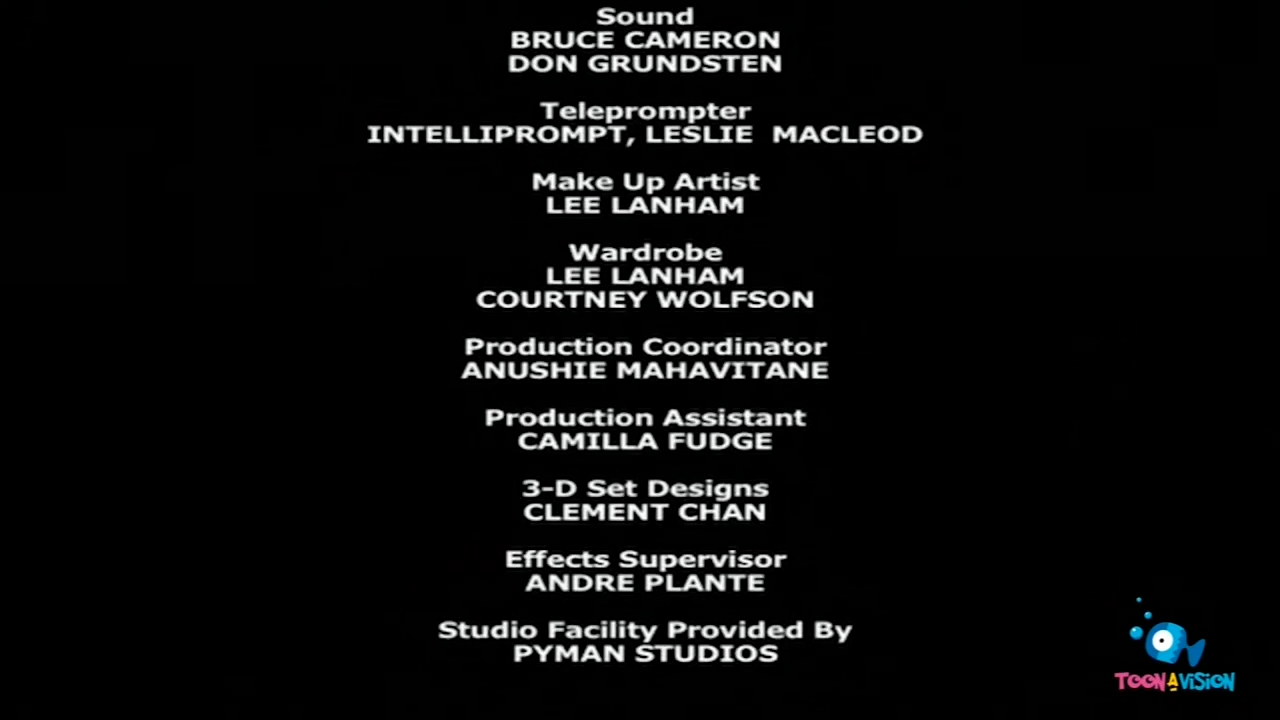 Sound
BRUCE CAMERON
DON GRUNDSTEN
Teleprompter
INTELLIPROMPT, LESLIE  MACLEOD
Make Up Artist
LEE LANHAM
Wardrobe
LEE LANHAM
COURTNEY WOLFSON
Production Coordinator
ANUSHIE MAHAVITANE
Production Assistant
CAMILLA FUDGE
3-D Set Designs
CLEMENT CHAN
Effects Supervisor
ANDRE PLANTE
Studio Facility Provided By
PYMAN STUDIOS
TOONAVISION